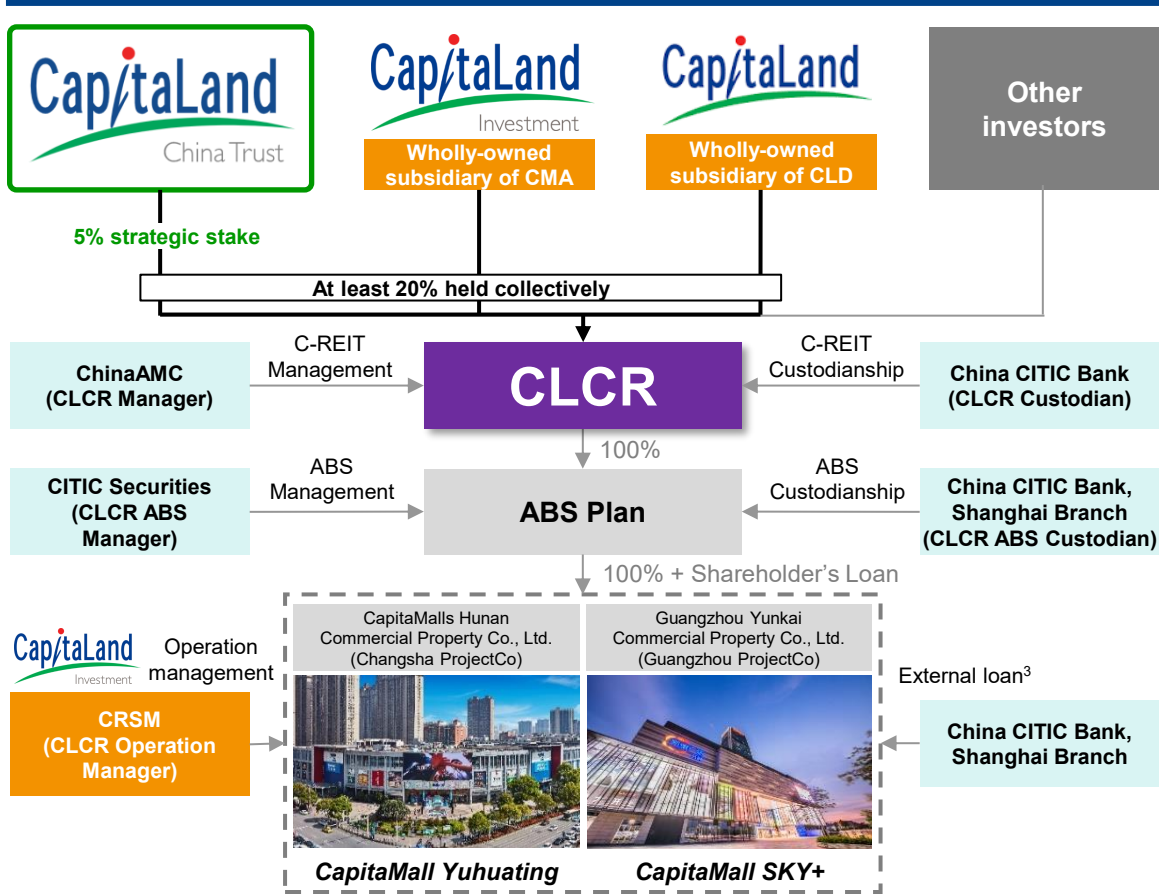 CapitaLand
China Trust
CapitaLand
Investment
Wholly-owned
subsidiary of CMA
CapitaLand
Wholly-owned
subsidiary of CLD
Other
investors
5% strategic stake
At least 20% held collectively
ChinaAMC
(CLCR Manager)
C-REIT
Management
CLCR
C-REIT
Custodianship
China CITIC Bank
(CLCR Custodian)
100%
CITIC Securities
(CLCR ABS
Manager)
ABS
Management
ABS Plan
ABS
Custodianship
China CITIC Bank,
Shanghai Branch
(CLCR ABS Custodian)
100% + Shareholder’s Loan
CapitaLand
Investment
Operation
management
CRSM
(CLCR Operation
Manager)
CapitaMalls Hunan
Commercial Property Co., Ltd.
(Changsha ProjectCo)
Guangzhou Yunkai
Commercial Property Co., Ltd.
(Guangzhou ProjectCo)
External loan³
China CITIC Bank,
Shanghai Branch
CapitaMall Yuhuating
CapitaMall SKY+